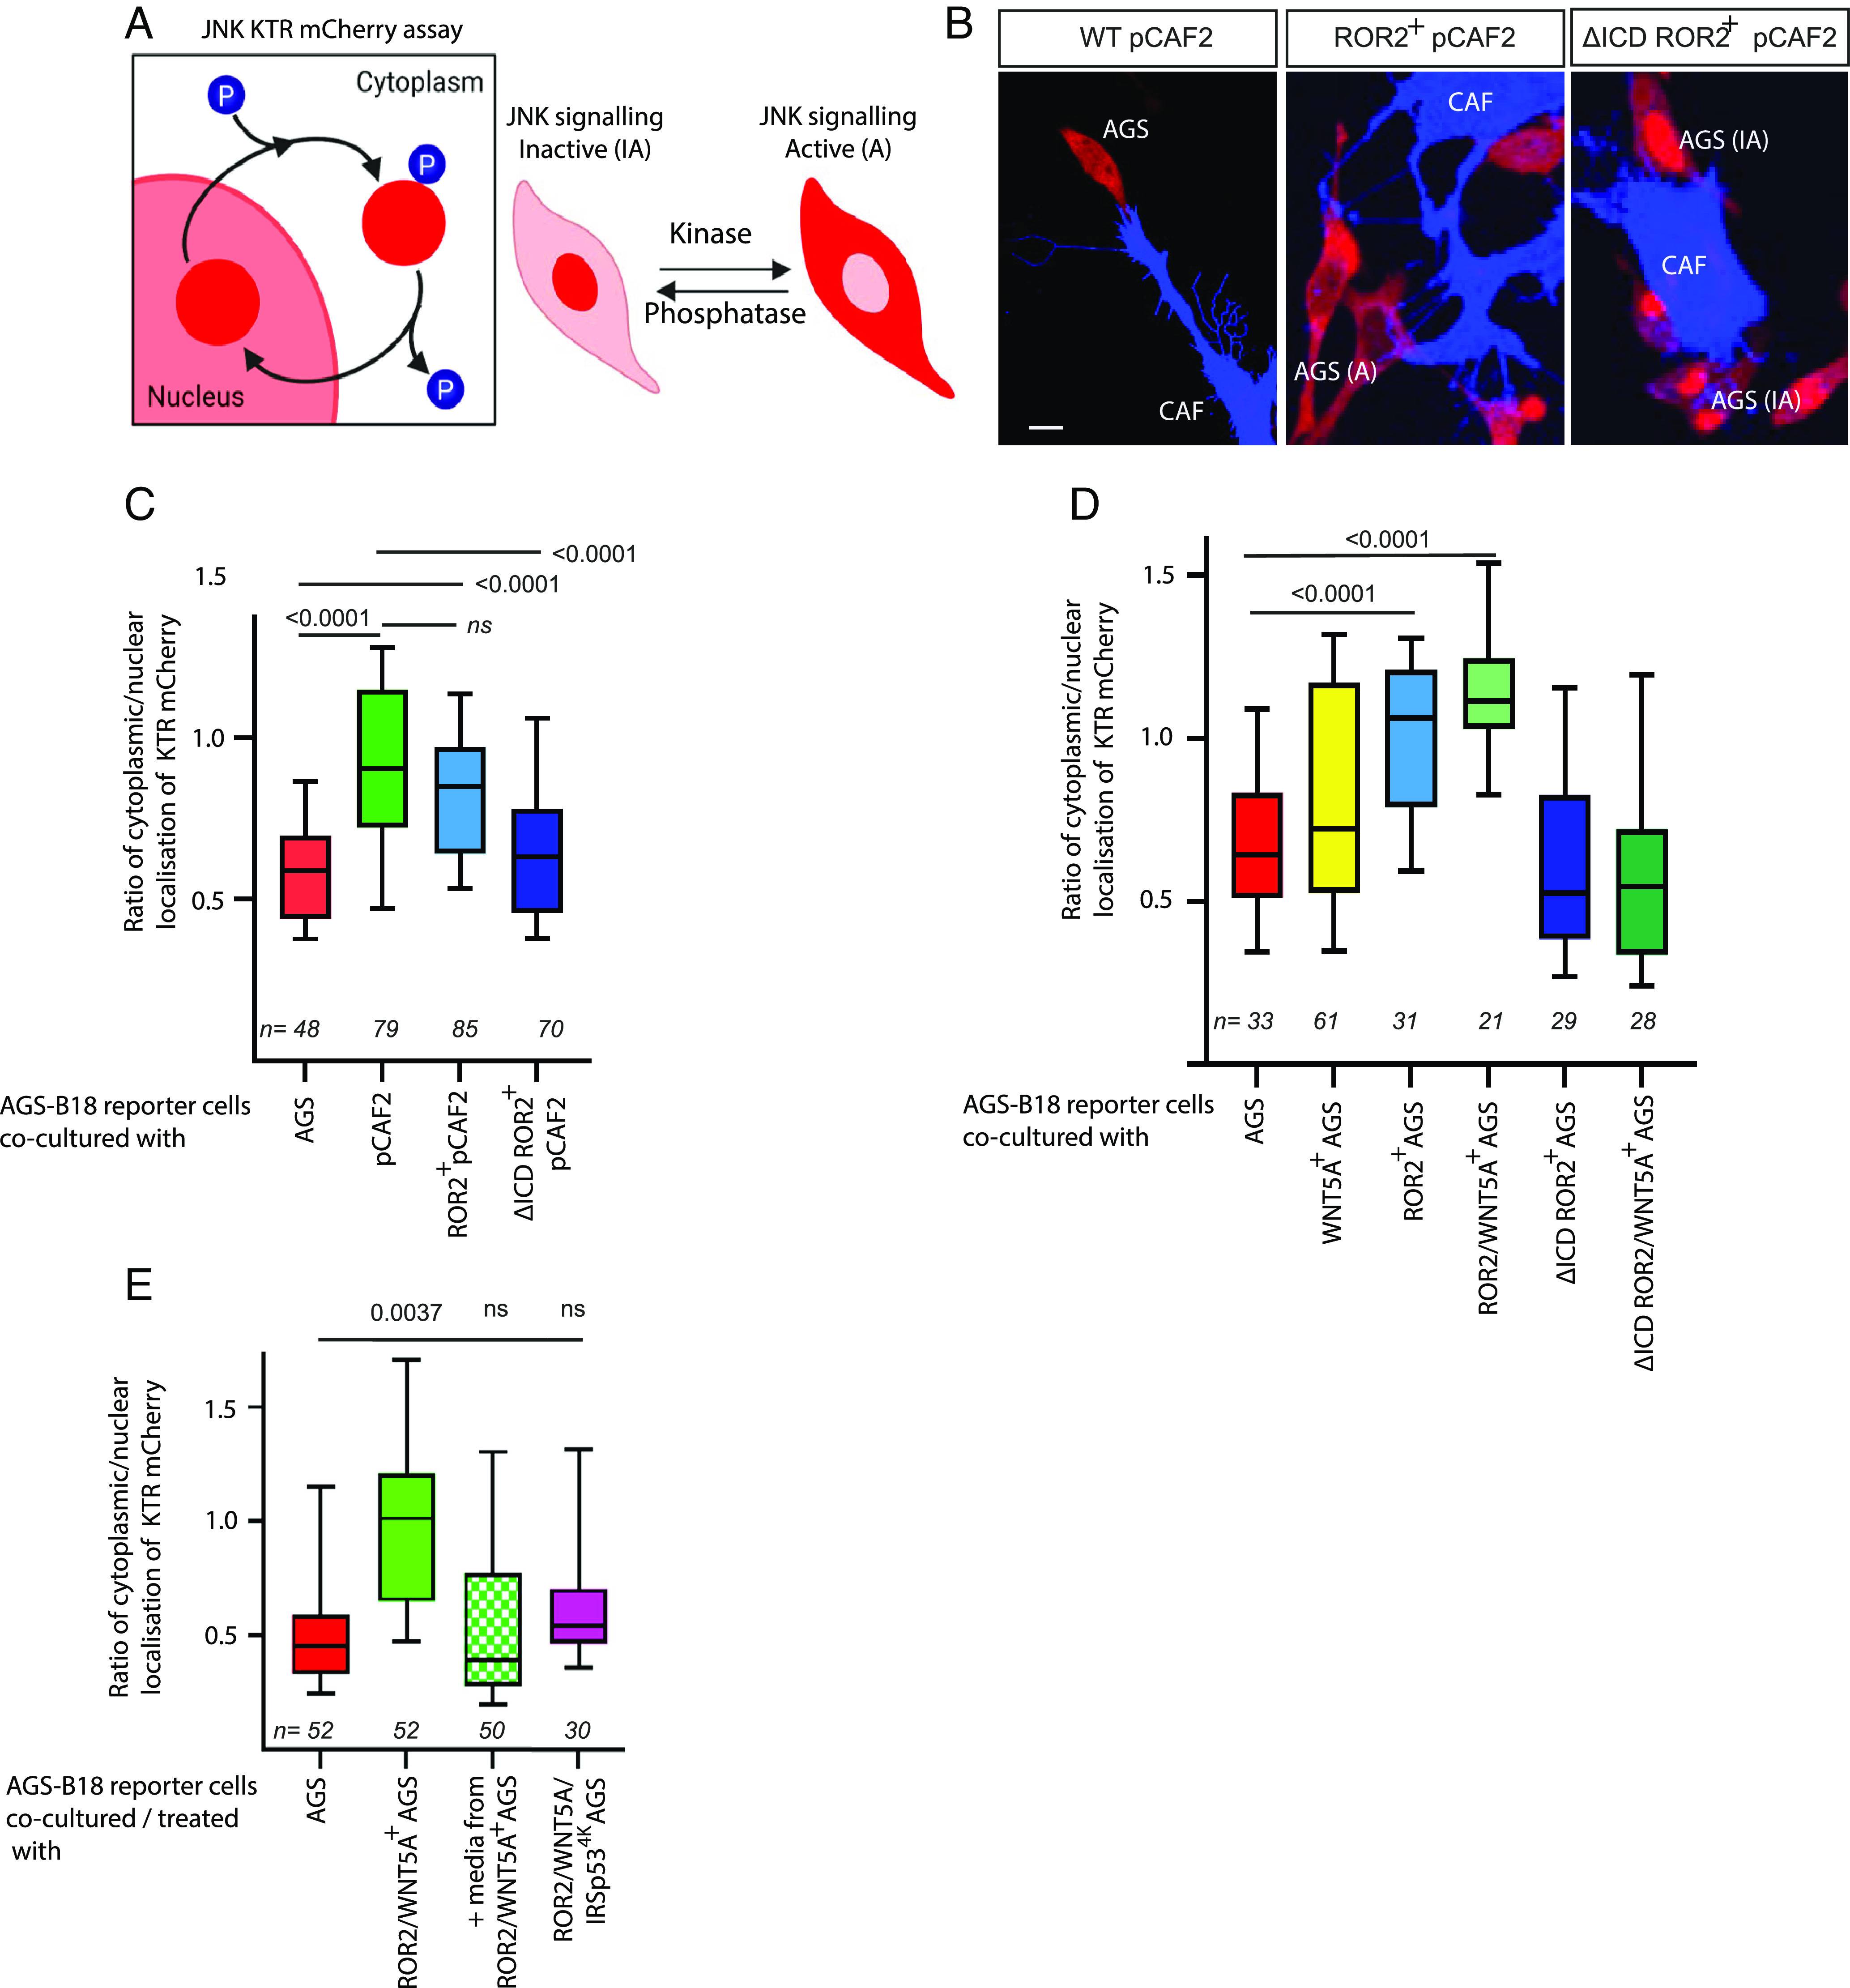 A
JNK KTR mCherry assay
Cytoplasm
P
P
P
Nucleus
JNK signalling
Inactive (IA)
JNK signalling
Active (A)
Kinase
Phosphatase
B
WT pCAF2
ROR2+ pCAF2
ΔICD ROR2+ pCAF2
AGS
CAF
CAF
AGS (A)
AGS (IA)
CAF
AGS (IA)
C
Ratio of cytoplasmic/nuclear
localisation of KTR mCherry
1.5
1.0
0.5
<0.0001
<0.0001
<0.0001
ns
n= 48
79
85
70
AGS-B18 reporter cells
co-cultured with
AGS
pCAF2
ROR2+pCAF2
ΔICD ROR2+
pCAF2
D
Ratio of cytoplasmic/nuclear
localisation of KTR mCherry
1.5
1.0
0.5
<0.0001
<0.0001
n= 33
61
31
21
29
28
AGS-B18 reporter cells
co-cultured with
AGS
WNT5A+ AGS
ROR2+ AGS
ROR2/WNT5A+ AGS
ΔICD ROR2+ AGS
ΔICD ROR2/WNT5A+ AGS
E
Ratio of cytoplasmic/nuclear
localisation of KTR mCherry
1.5
1.0
0.5
0.0037
ns
ns
n= 52
52
50
30
AGS-B18 reporter cells
co-cultured / treated
with
AGS
ROR2/WNT5A+ AGS
+ media from
ROR2/WNT5A+ AGS
ROR2/WNT5A/
IRSp53 4K AGS